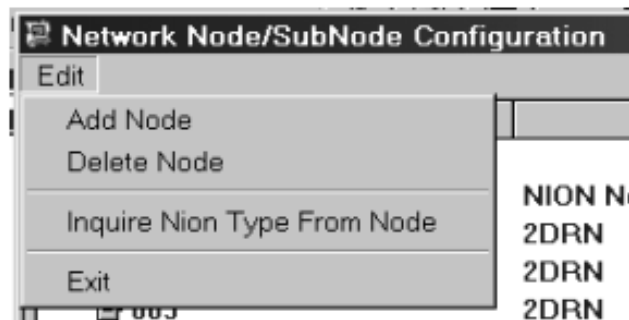 Network Node/SubNode Configuration
Edit
Add Node
Delete Node
Inquire Nion Type From Node
Exit
NION
2DRN
2DRN
2DRN